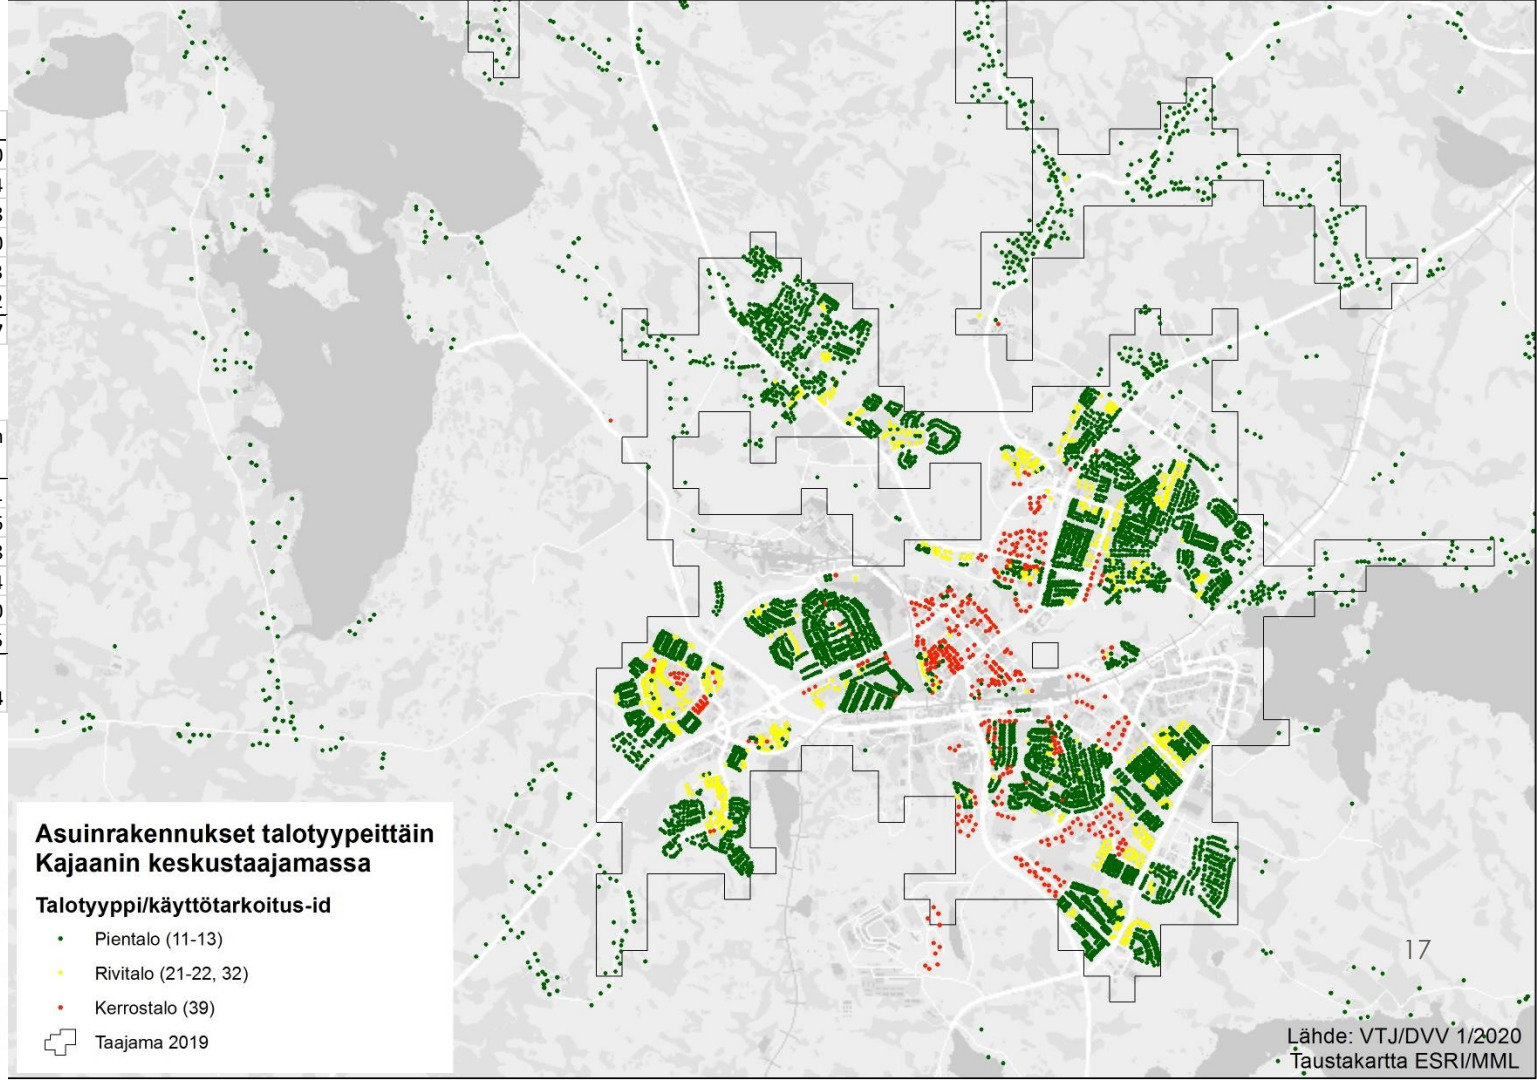 Asuinrakennukset talotyypeittäin
Kajaanin keskustaajamassa
Talotyyppi/käyttötarkoitus-id
Pientalo (11-13)
Rivitalo (21-22, 32)
Kerrostalo (39)
Taajama 2019
17
Lähde: VTJ/DVV 1/2020
Taustakartta ESRI/MML